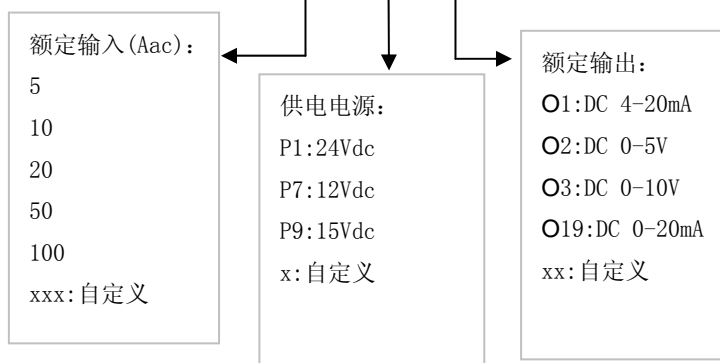 额定输入(Aac):
5
10
20
50
100
xxx:自定义
供电电源:
P1:24Vdc
P7:12Vdc
P9:15Vdc
x:自定义
额定输出:
O1:DC 4-20mA
O2:DC 0-5V
O3:DC 0-10V
O19:DC 0-20mA
xx:自定义